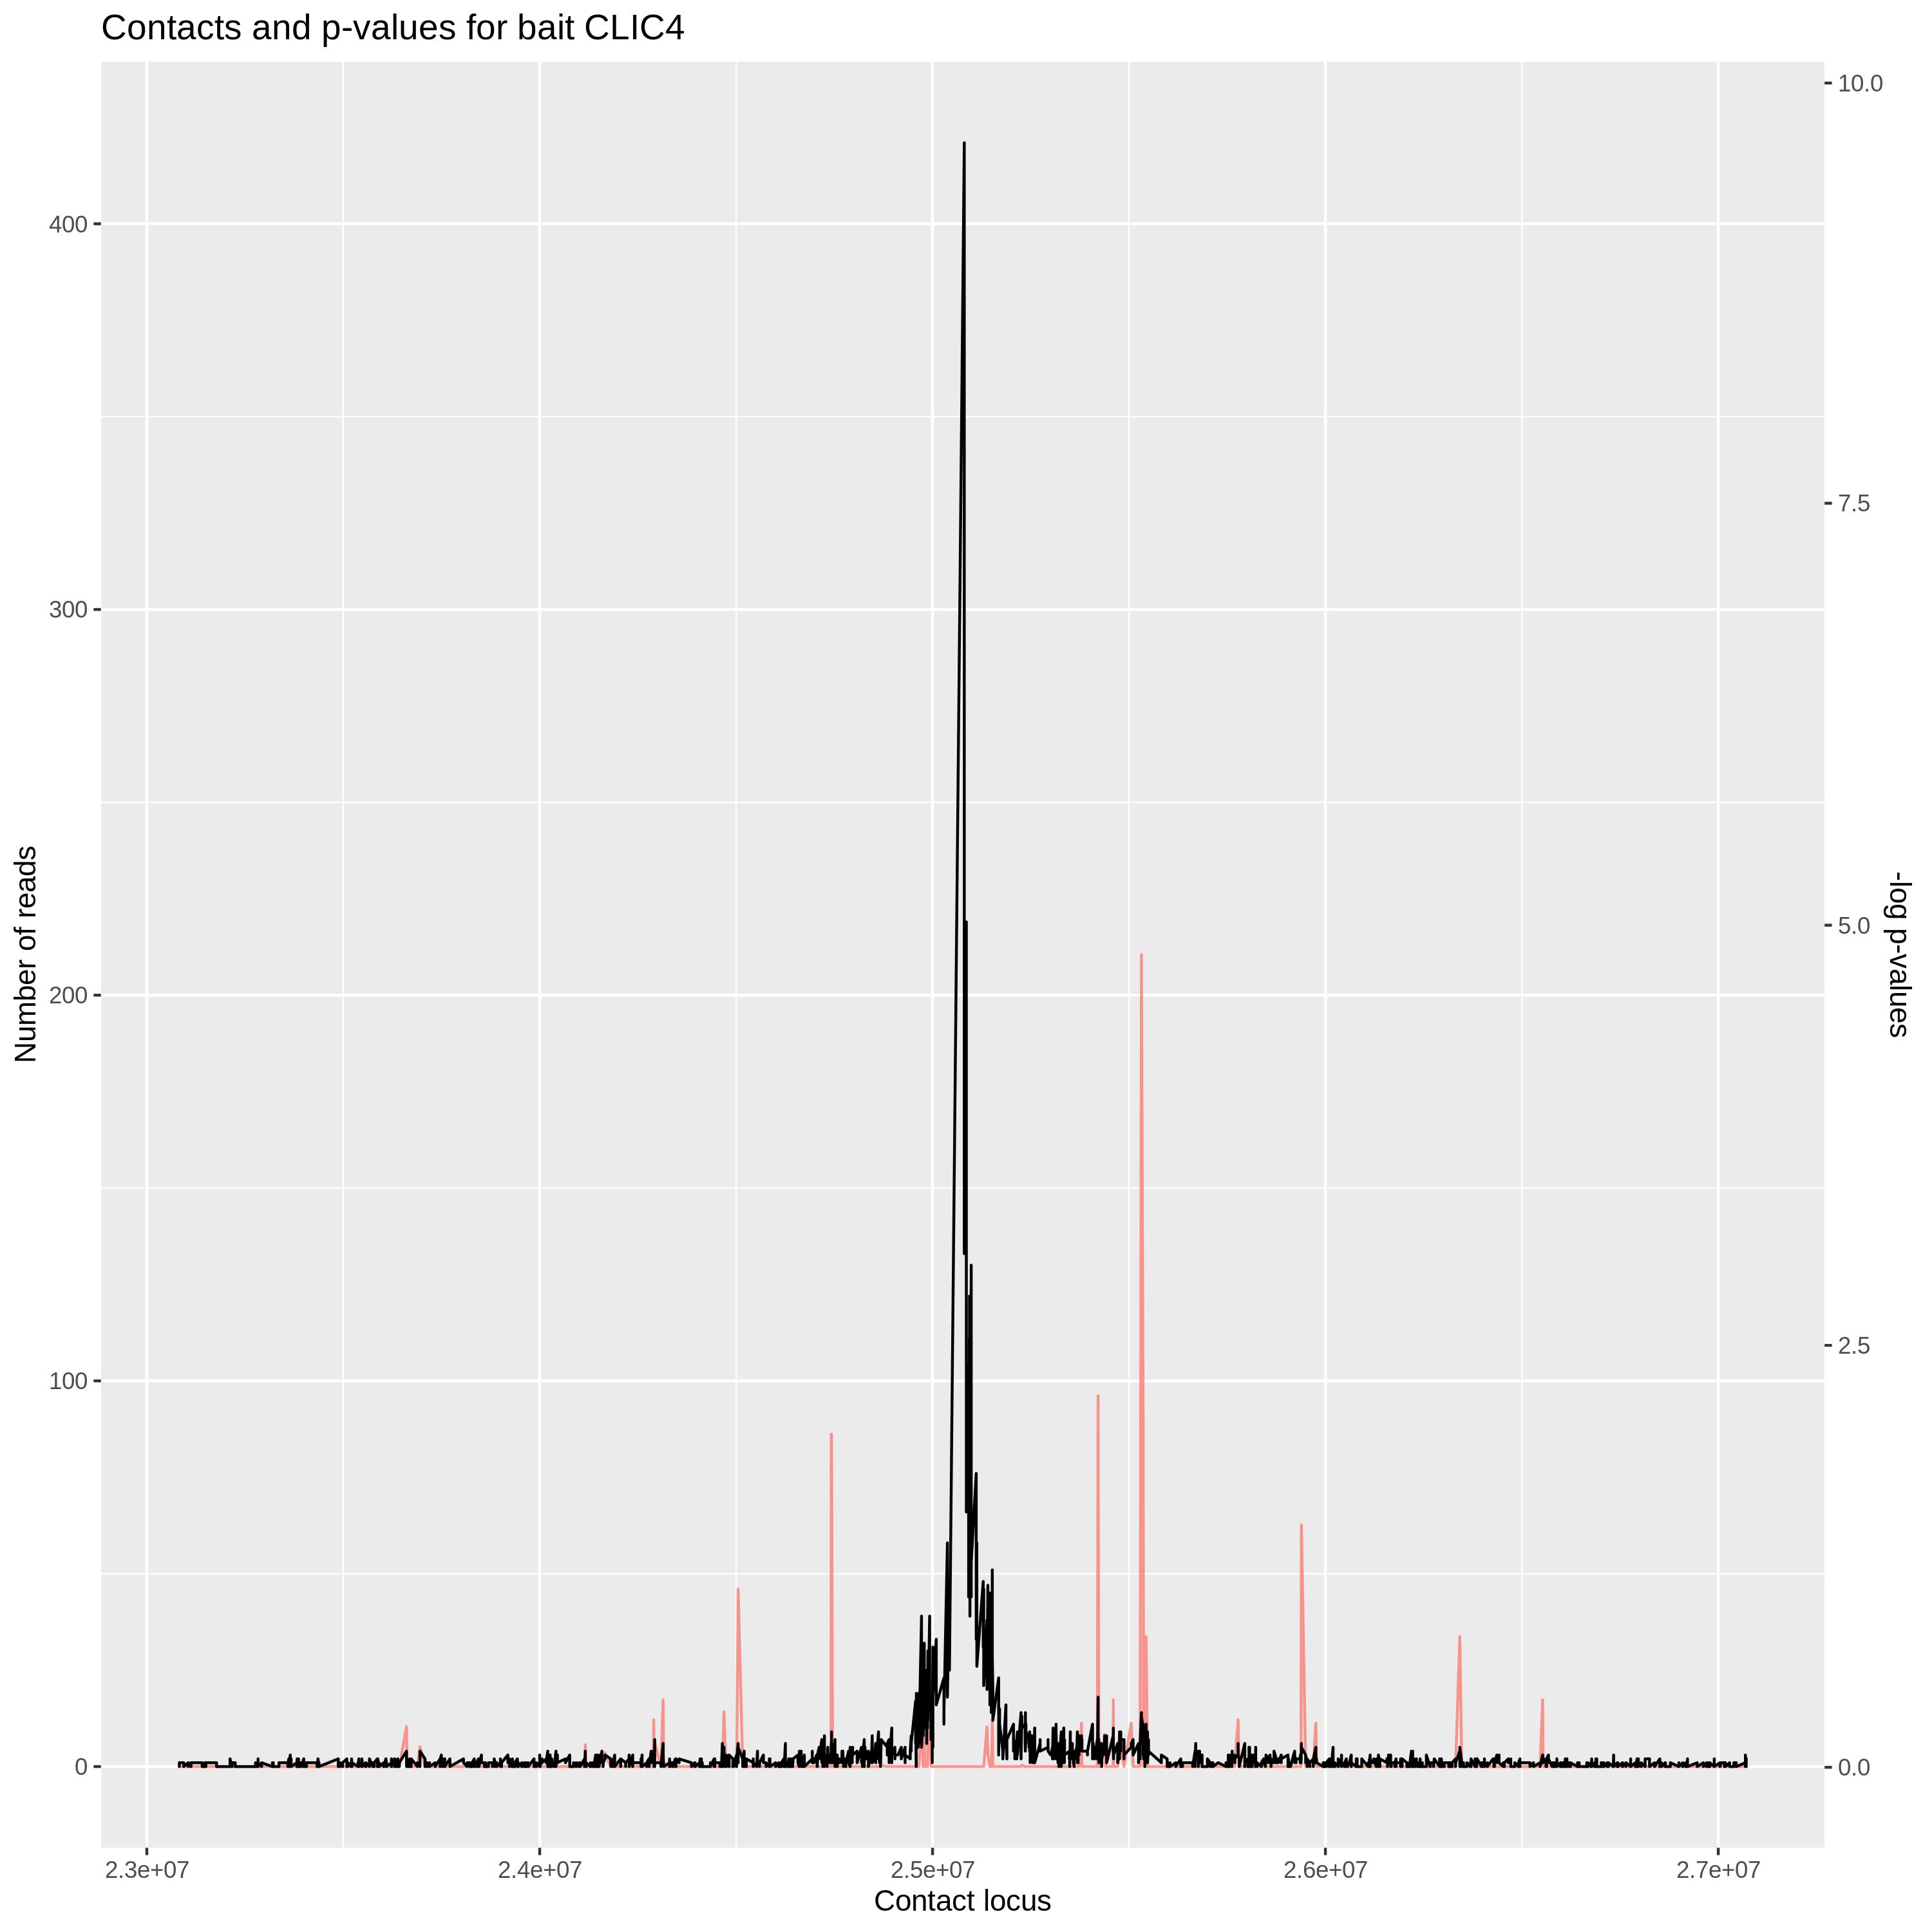 Contacts and p-values for bait CLIC4
10.0
400
7.5
300
Number of reads
-log p-values
5.0
200
2.5
100
0
0.0
2.3e+07 2.4e+07 2.5e+07 2.6e+07 2.7e+07
Contact locus